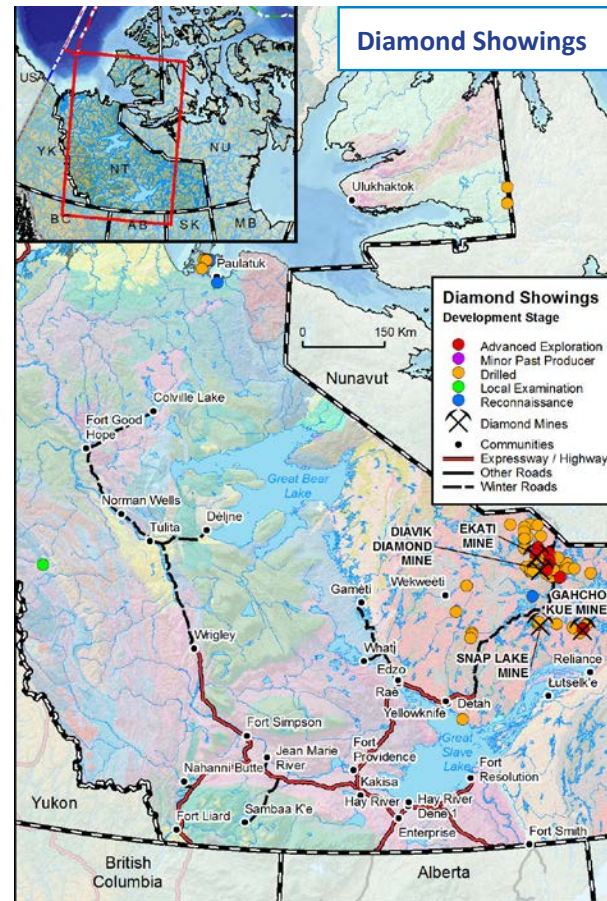 Diamond Showings
USA
YK
NT
NU
BC
AB
SK
MB
Ulukhaktok
Paulatuk
0 150 Km
Nunavut
Diamond Showings
Development Stage
Advanced Exploration
Minor Past Producer
Drilled
Local Examination
Reconnaissance
Diamond Mines
Communities
Expressway / Highway
Other Roads
Winter Roads
Colville Lake
Fort Good
Hope
Great Bear
Lake
Norman Wells
Tulita
Déljne
EKATI
MINE
DIAVIK
DIAMOND
MINE
Wekweètì
Gamètì
GAHCHO
KUE MINE
Wrigley
Whatì
Edzo
Rae
SNAP LAKE
MINE
Reliance
Łutselk'e
Yellowknife
Detah
Fort Simpson
Great
Slave
Lake
Jean Marie
River
Fort
Providence
Nahanni Butte
Kakisa
Fort
Resolution
Hay River
Hay River
Dene 1
Sambaa K'e
Fort Liard
Enterprise
Fort Smith
Yukon
British
Columbia
Alberta